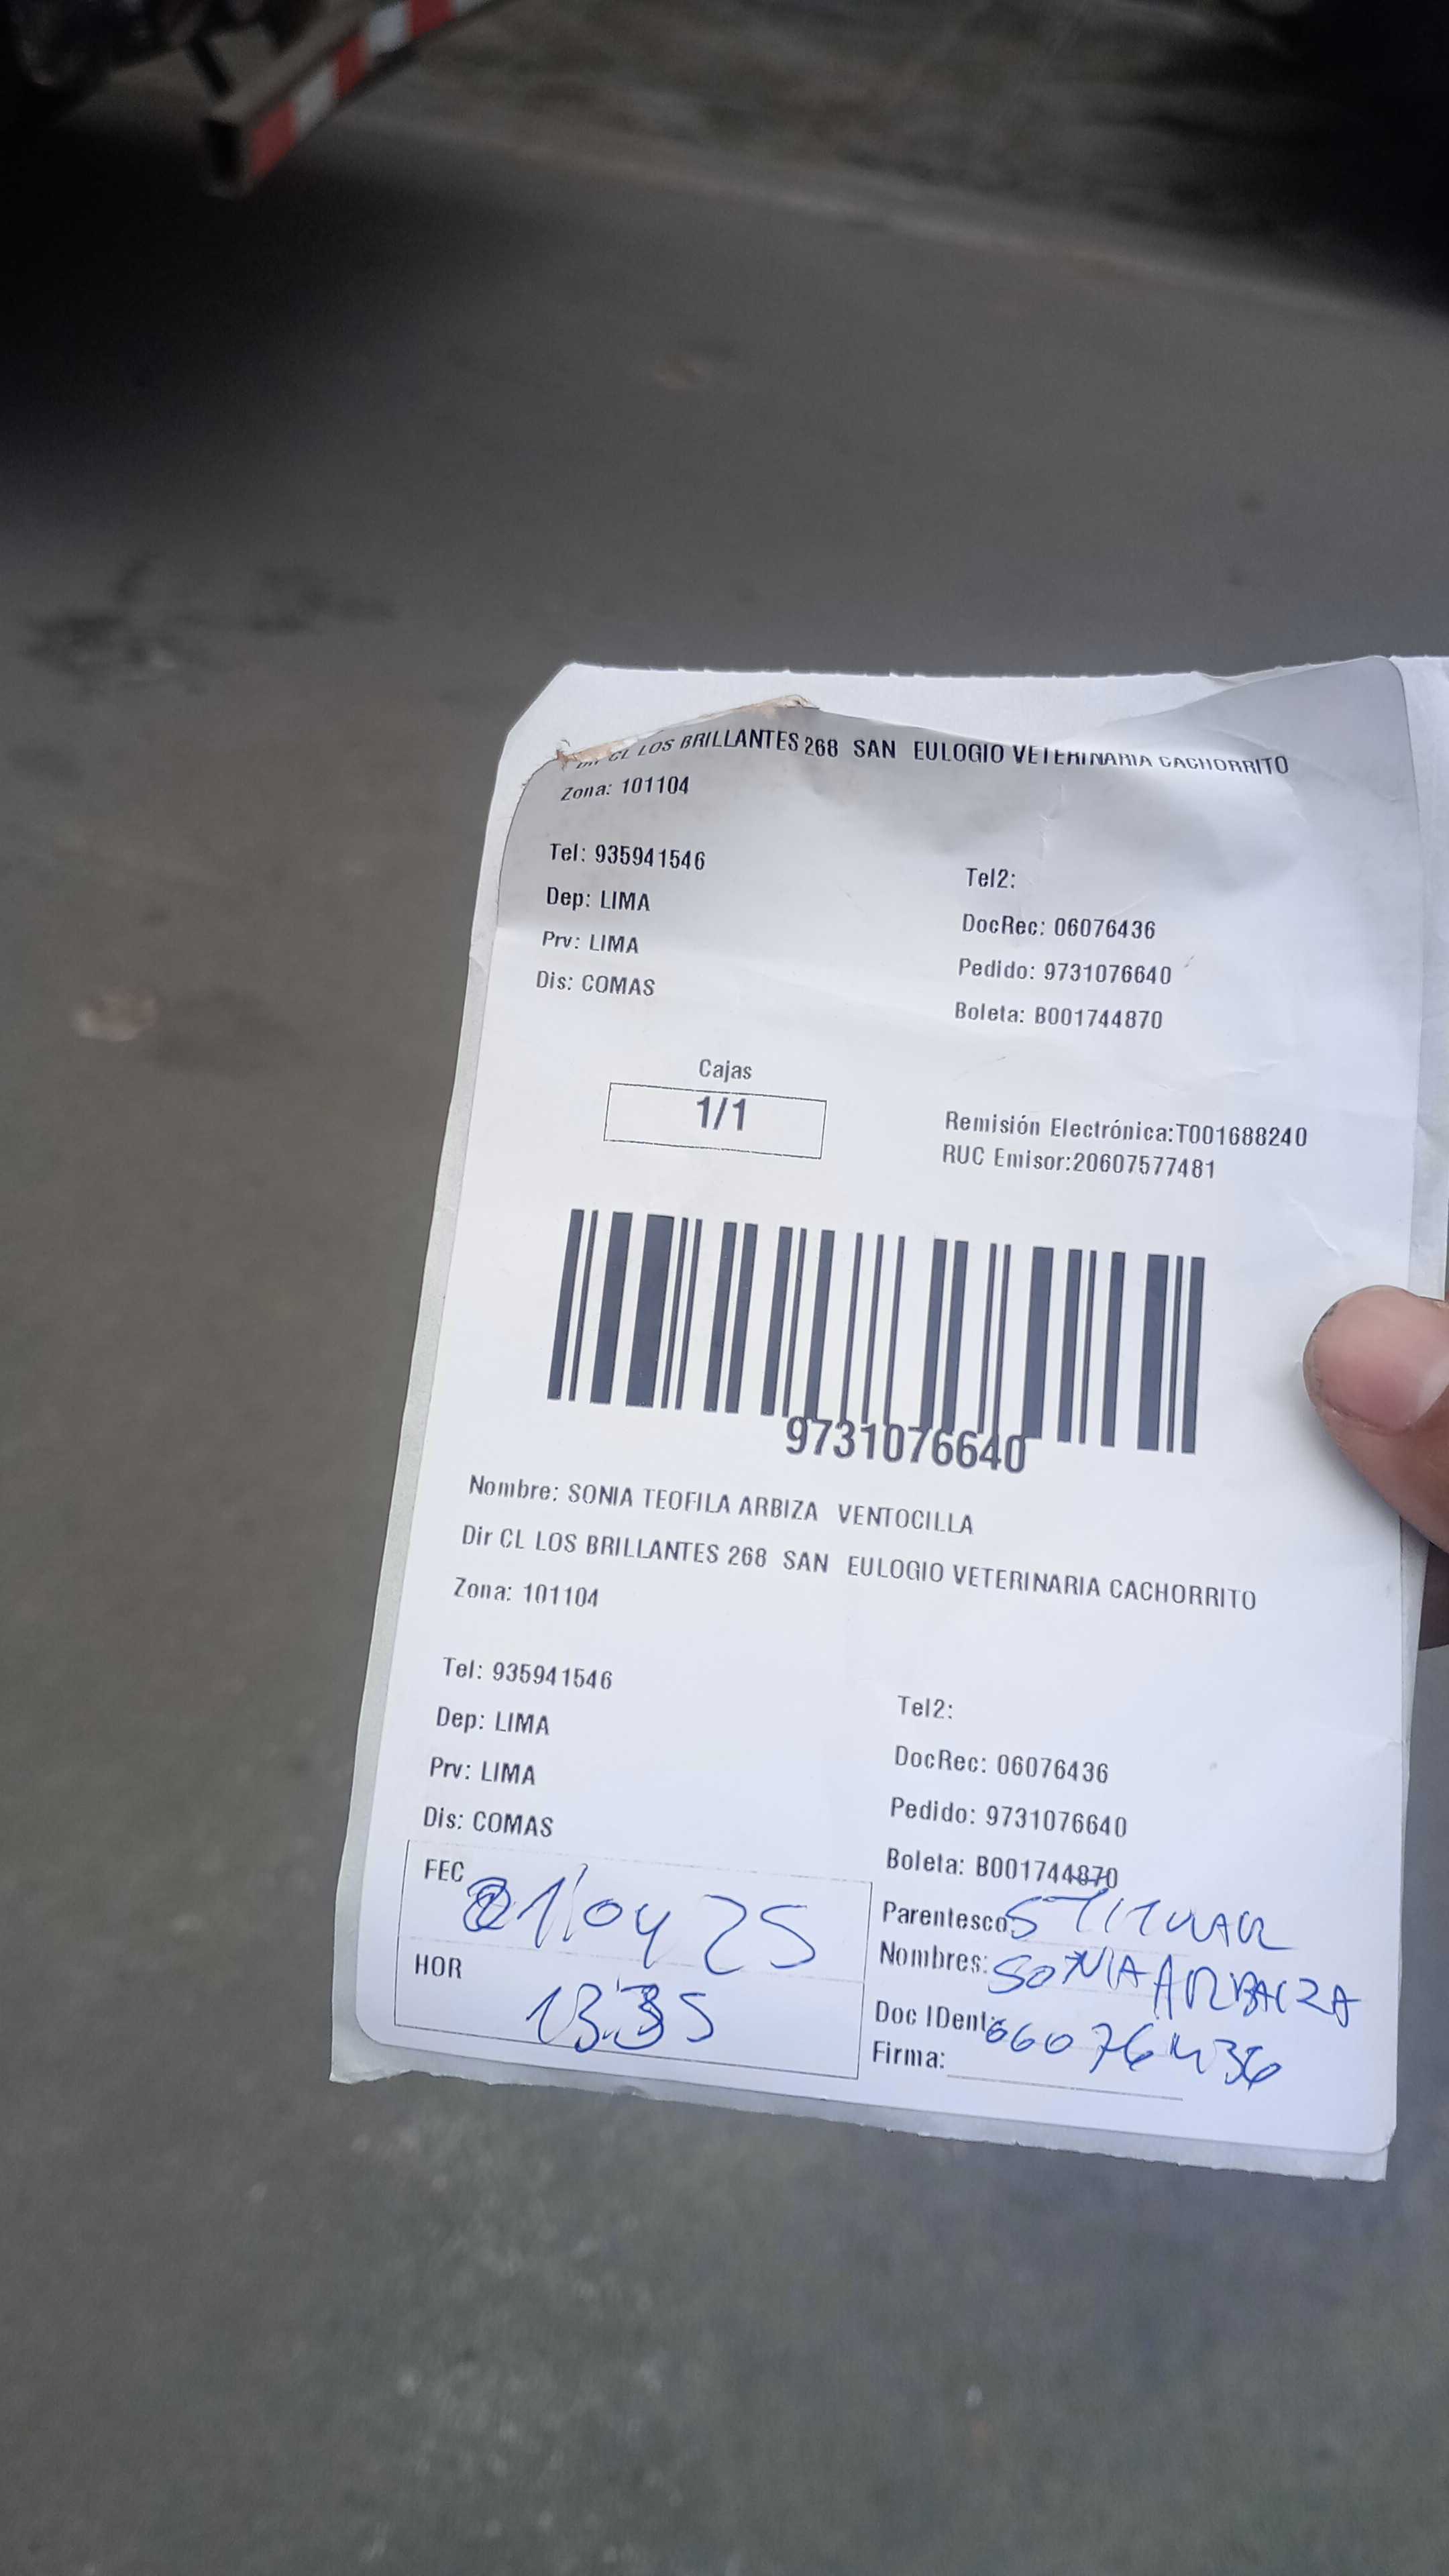 Dir CL LOS BRILLANTES 268 SAN EULOGIO VETERINARIA CACHORRITO
Zona: 101104
Tel: 935941546
Tel2:
Dep: LIMA
DocRec: 06076436
Prv: LIMA
Pedido: 9731076640
Dis: COMAS
Boleta: B001744870
Cajas
1/1
Remisión Electrónica:T001688240
RUC Emisor:20607577481
9731076640
Nombre: SONIA TEOFILA ARBIZA VENTOCILLA
Dir CL LOS BRILLANTES 268 SAN EULOGIO VETERINARIA CACHORRITO
Zona: 101104
Tel: 935941546
Tel2:
Dep: LIMA
DocRec: 06076436
Prv: LIMA
Pedido: 9731076640
Dis: COMAS
Boleta: B001744870
FEC 21/04 25
Parentesco
Nombres: SONIA ARBAIZA
HOR 13:35
Doc IDent: 06076436
Firma: